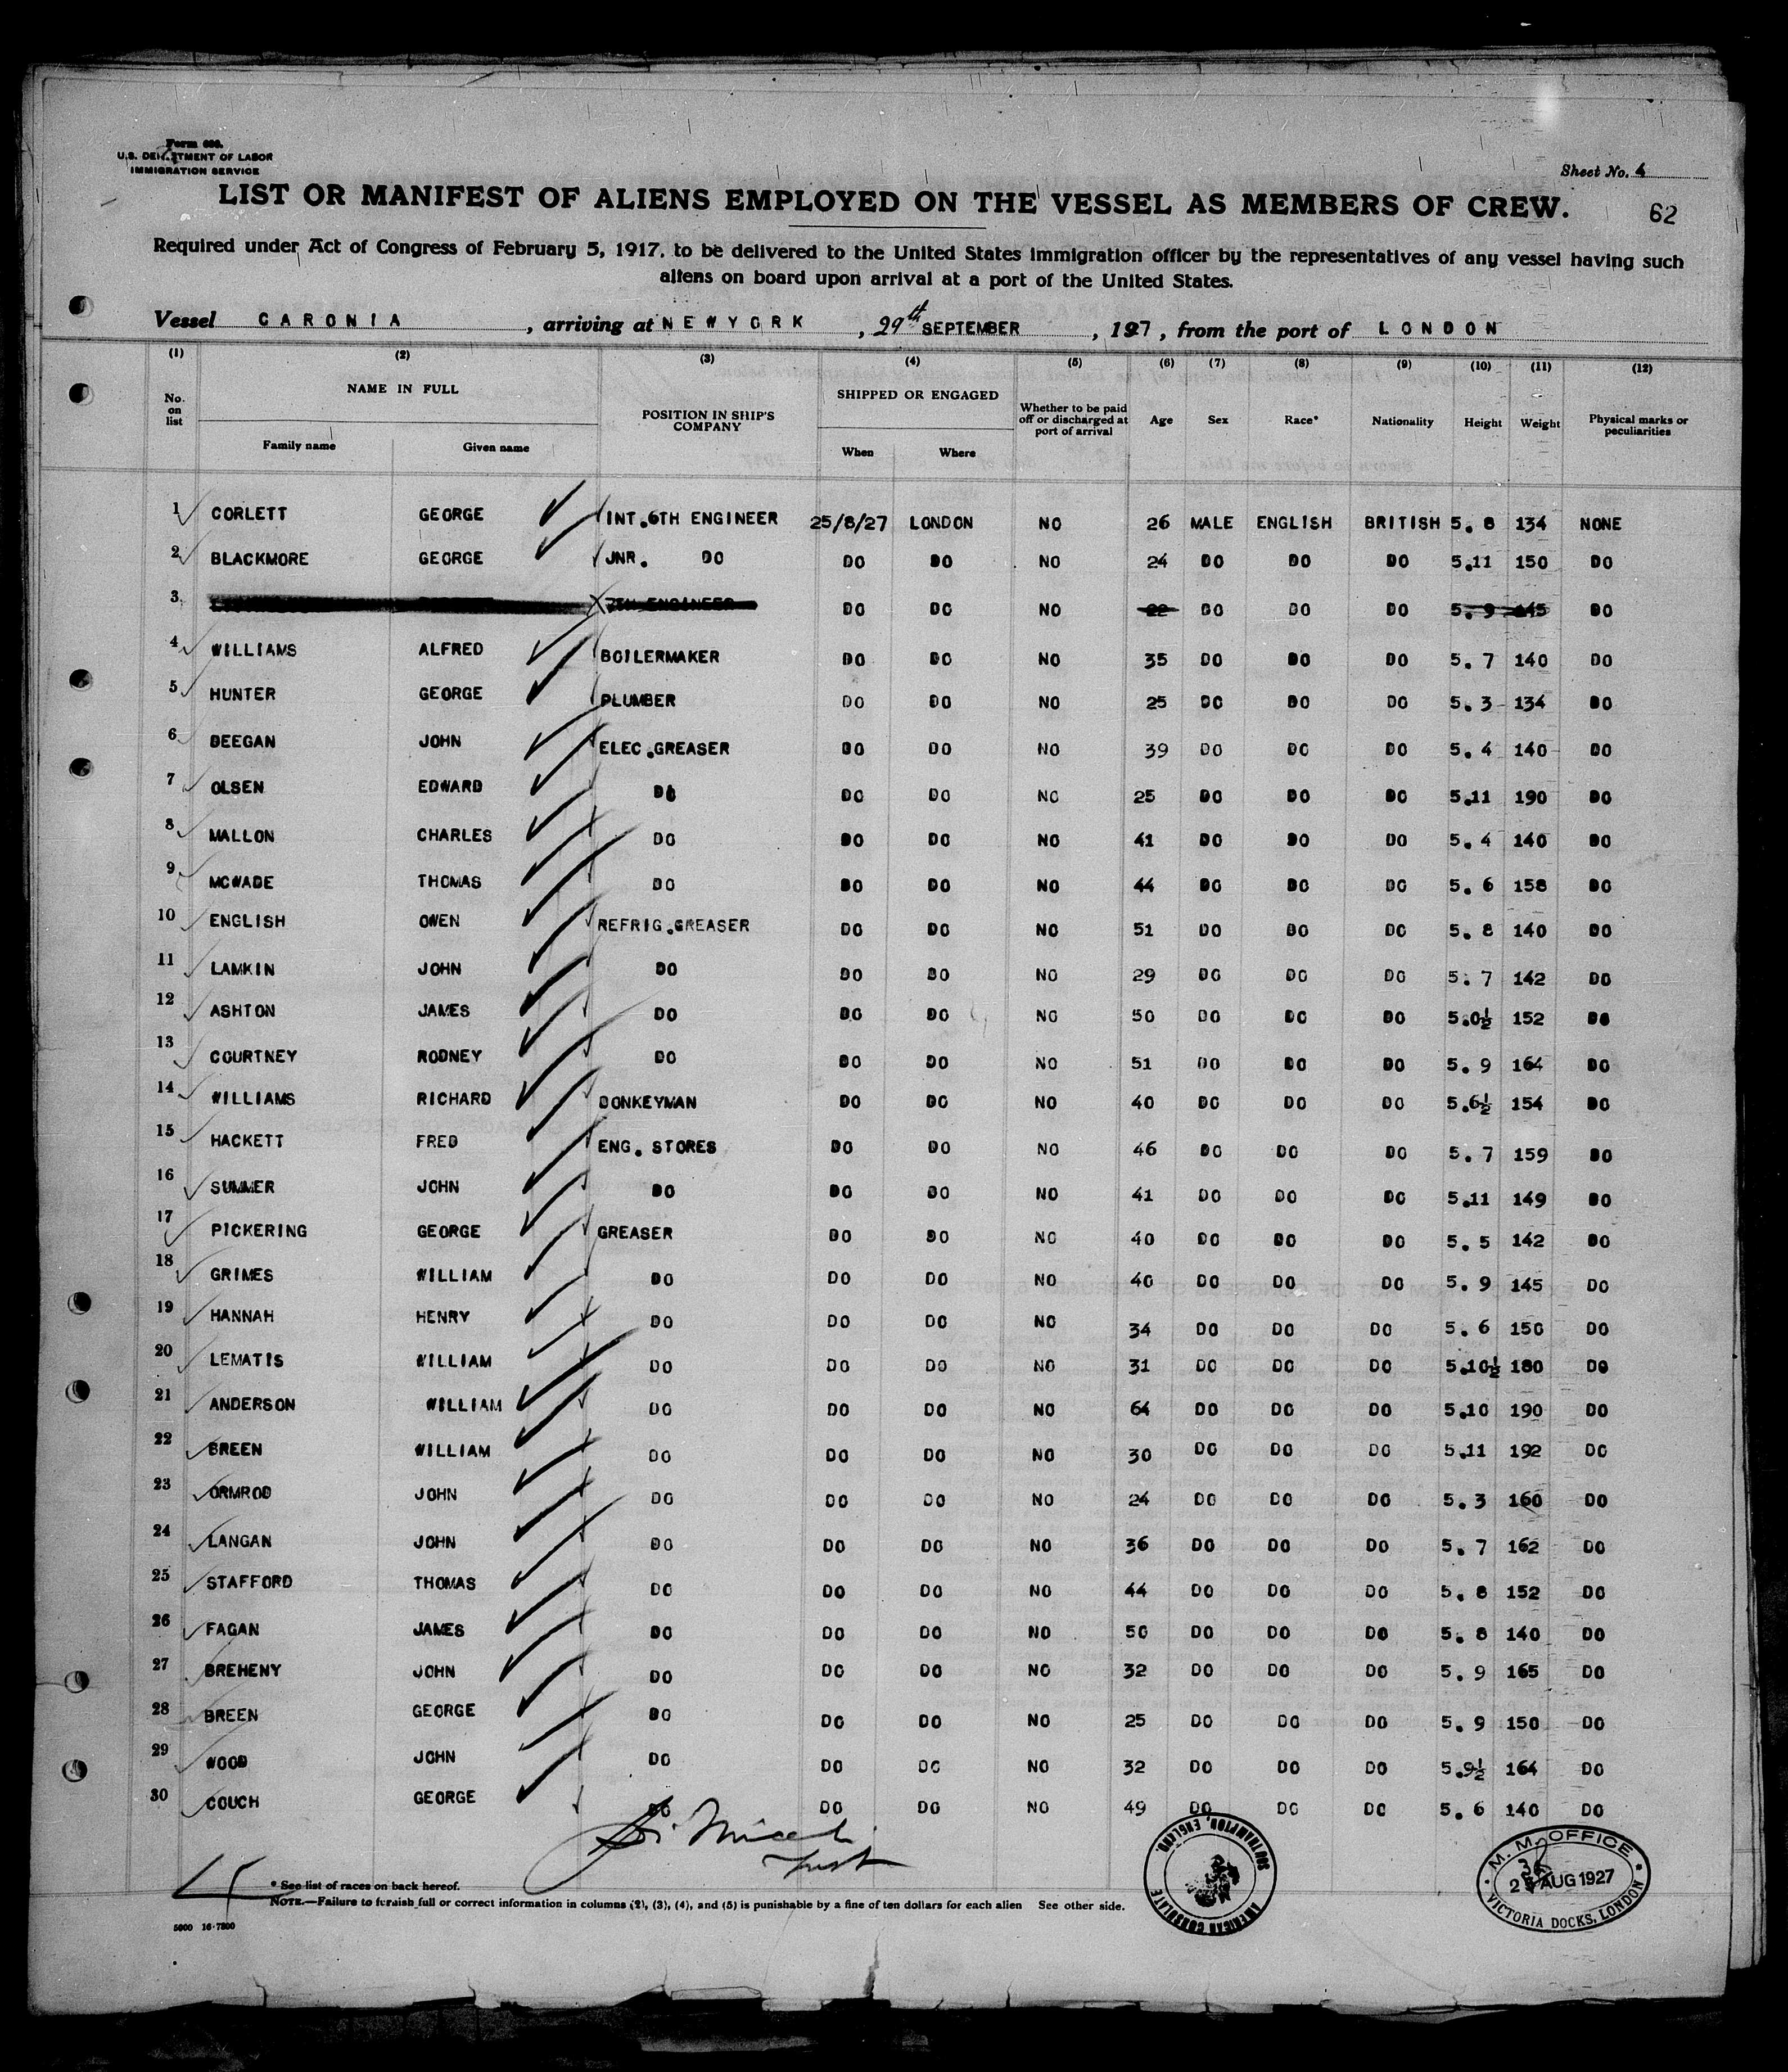 Form 680.
U.S. DEPARTMENT OF LABOR
IMMIGRATION SERVICE
Sheet No. 4
LIST OR MANIFEST OF ALIENS EMPLOYED ON THE VESSEL AS MEMBERS OF CREW.
62
Required under Act of Congress of February 5, 1917, to be delivered to the United States immigration officer by the representatives of any vessel having such
aliens on board upon arrival at a port of the United States.
Vessel CARONIA, arriving at NEW YORK, 29th SEPTEMBER, 1927, from the port of LONDON
(1) (2) (3) (4) (5) (6) (7) (8) (9) (10) (11) (12)
No. on list NAME IN FULL Family name Given name POSITION IN SHIP'S COMPANY SHIPPED OR ENGAGED When Where Whether to be paid off or discharged at port of arrival Age Sex Race* Nationality Height Weight Physical marks or peculiarities
1 CORLETT GEORGE INT.6TH ENGINEER 25/8/27 LONDON NO 26 MALE ENGLISH BRITISH 5. 8 134 NONE
2 BLACKMORE GEORGE JNR. DO DO DO NO 24 DO DO DO 5.11 150 DO
3 7TH ENGINEER DO DO NO 22 DO DO DO 5. 9 145 DO
4 WILLIAMS ALFRED BOILERMAKER DO DO NO 35 DO DO DO 5. 7 140 DO
5 HUNTER GEORGE PLUMBER DO DO NO 25 DO DO DO 5. 3 134 DO
6 DEEGAN JOHN ELEC.GREASER DO DO NO 39 DO DO DO 5. 4 140 DO
7 OLSEN EDWARD DO DO DO NO 25 DO DO DO 5.11 190 DO
8 MALLON CHARLES DO DO DO NO 41 DO DO DO 5. 4 140 DO
9 MCWADE THOMAS DO DO DO NO 44 DO DO DO 5. 6 158 DO
10 ENGLISH OWEN REFRIG.GREASER DO DO NO 51 DO DO DO 5. 8 140 DO
11 LAMKIN JOHN DO DO DO NO 29 DO DO DO 5. 7 142 DO
12 ASHTON JAMES DO DO DO NO 50 DO DO DO 5.0½ 152 DO
13 COURTNEY RODNEY DO DO DO NO 51 DO DO DO 5. 9 164 DO
14 WILLIAMS RICHARD DONKEYMAN DO DO NO 40 DO DO DO 5.6½ 154 DO
15 HACKETT FRED ENG. STORES DO DO NO 46 DO DO DO 5. 7 159 DO
16 SUMMER JOHN DO DO DO NO 41 DO DO DO 5.11 149 DO
17 PICKERING GEORGE GREASER DO DO NO 40 DO DO DO 5. 5 142 DO
18 GRIMES WILLIAM DO DO DO NO 40 DO DO DO 5. 9 145 DO
19 HANNAH HENRY DO DO DO NO 34 DO DO DO 5. 6 150 DO
20 LEMATIS WILLIAM DO DO DO NO 31 DO DO DO 5.10½ 180 DO
21 ANDERSON WILLIAM DO DO DO NO 64 DO DO DO 5.10 190 DO
22 BREEN WILLIAM DO DO DO NO 30 DO DO DO 5.11 192 DO
23 ORMROD JOHN DO DO DO NO 24 DO DO DO 5. 3 160 DO
24 LANGAN JOHN DO DO DO NO 36 DO DO DO 5. 7 162 DO
25 STAFFORD THOMAS DO DO DO NO 44 DO DO DO 5. 8 152 DO
26 FAGAN JAMES DO DO DO NO 50 DO DO DO 5. 8 140 DO
27 BREHENY JOHN DO DO DO NO 32 DO DO DO 5. 9 165 DO
28 BREEN GEORGE DO DO DO NO 25 DO DO DO 5. 9 150 DO
29 WOOD JOHN DO DO DO NO 32 DO DO DO 5.9½ 164 DO
30 COUCH GEORGE DO DO DO NO 49 DO DO DO 5. 6 140 DO
* See list of races on back hereof.
NOTE.—Failure to furnish full or correct information in columns (2), (3), (4), and (5) is punishable by a fine of ten dollars for each alien See other side.
AMERICAN CONSULATE
SOUTHAMPTON, ENGLAND.
M. M. OFFICE
AUG 1927
VICTORIA DOCKS, LONDON